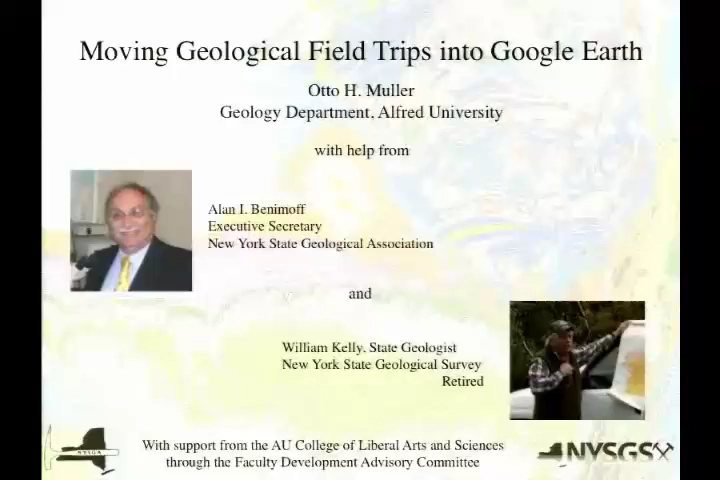 Moving Geological Field Trips into Google Earth
Otto H. Muller
Geology Department, Alfred University
with help from
Alan I. Benimoff
Executive Secretary
New York State Geological Association
and
William Kelly, State Geologist
New York State Geological Survey
Retired
With support from the AU College of Liberal Arts and Sciences
through the Faculty Development Advisory Committee
NYSGA
NYSGS